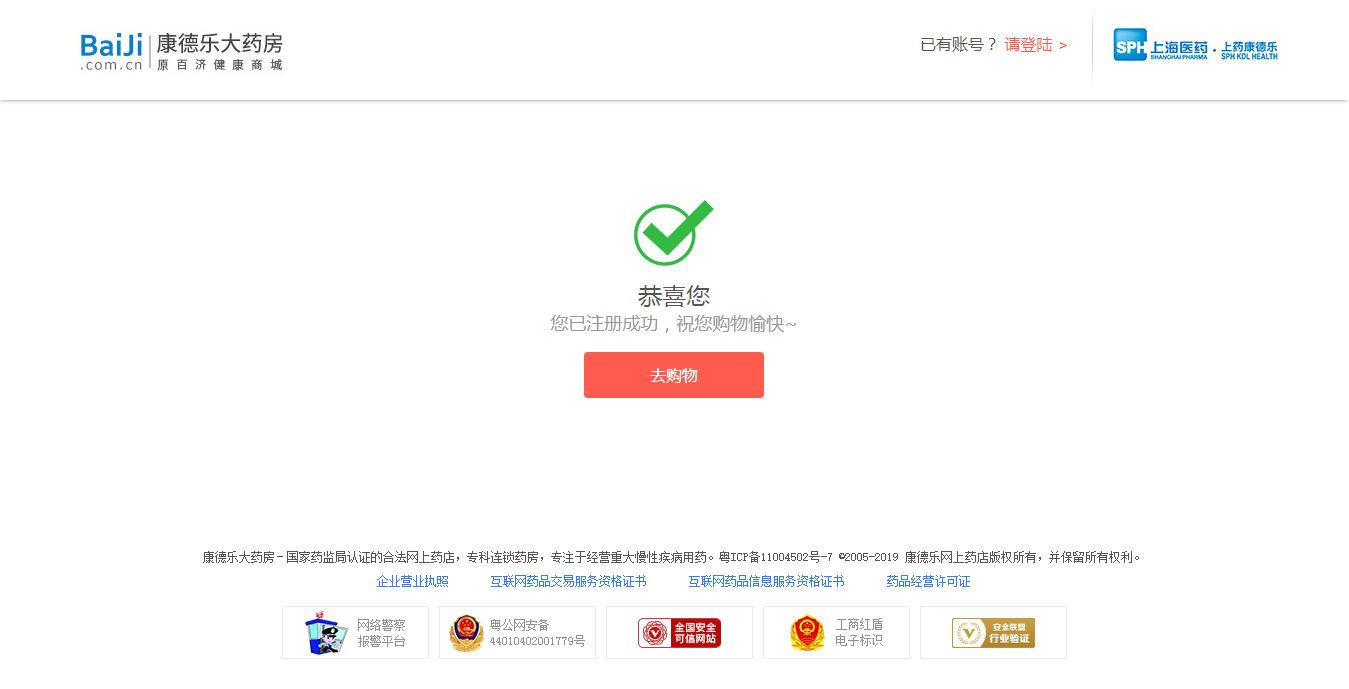 BaiJi 康德乐大药房
.com.cn 原百济健康商城
已有账号？ 请登陆 >
SPH 上海医药 · 上药康德乐
SHANGHAI PHARMA SPH KDL HEALTH
恭喜您
您已注册成功，祝您购物愉快~
去购物
康德乐大药房－国家药监局认证的合法网上药店，专科连锁药房，专注于经营重大慢性疾病用药。粤ICP备11004502号-7 ©2005-2019 康德乐网上药店版权所有，并保留所有权利。
企业营业执照 互联网药品交易服务资格证书 互联网药品信息服务资格证书 药品经营许可证
网络警察
报警平台
粤公网安备
44010402001779号
全国安全
可信网站
工商红盾
电子标识
安全联盟
行业验证